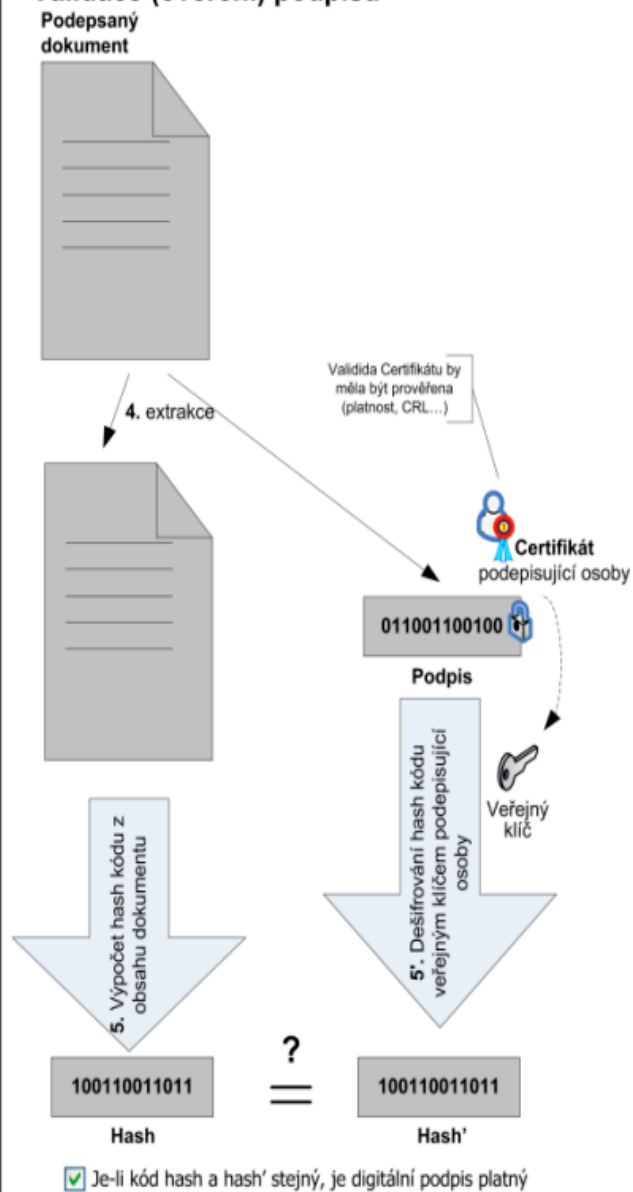 Podepsaný
dokument
4. extrakce
Validida Certifikátu by
měla být prověřena
(platnost, CRL...)
Certifikát
podepisující osoby
011001100100
Podpis
Veřejný
klíč
5. Výpočet hash kódu z
obsahu dokumentu
5'. Dešifrování hash kódu
veřejným klíčem podepisující
osoby
?
=
100110011011
100110011011
Hash
Hash'
Je-li kód hash a hash' stejný, je digitální podpis platný